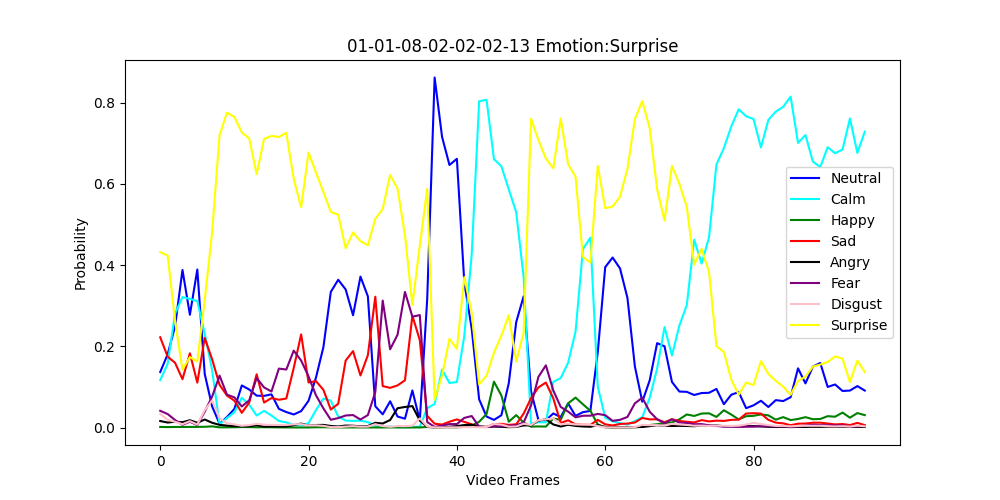 01-01-08-02-02-02-13 Emotion:Surprise
Probability
0.8
0.6
0.4
0.2
0.0
0 20 40 60 80
Video Frames
Neutral
Calm
Happy
Sad
Angry
Fear
Disgust
Surprise